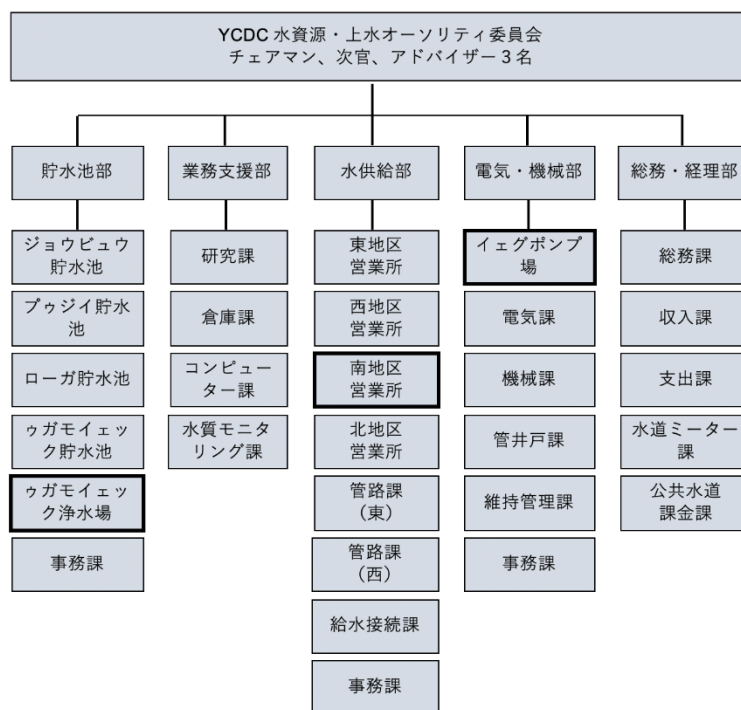 YCDC 水資源・上水オーソリティ委員会
チェアマン、次官、アドバイザー 3 名
貯水池部
業務支援部
水供給部
電気・機械部
総務・経理部
ジョウビュウ
貯水池
プゥジイ貯水
池
ローガ貯水池
ゥガモイェッ
ク貯水池
ゥガモイェッ
ク浄水場
事務課
研究課
倉庫課
コンピュー
ター課
水質モニタ
リング課
東地区
営業所
西地区
営業所
南地区
営業所
北地区
営業所
管路課
（東）
管路課
（西）
給水接続課
事務課
イェグポンプ
場
電気課
機械課
管井戸課
維持管理課
事務課
総務課
収入課
支出課
水道ミーター
課
公共水道
課金課